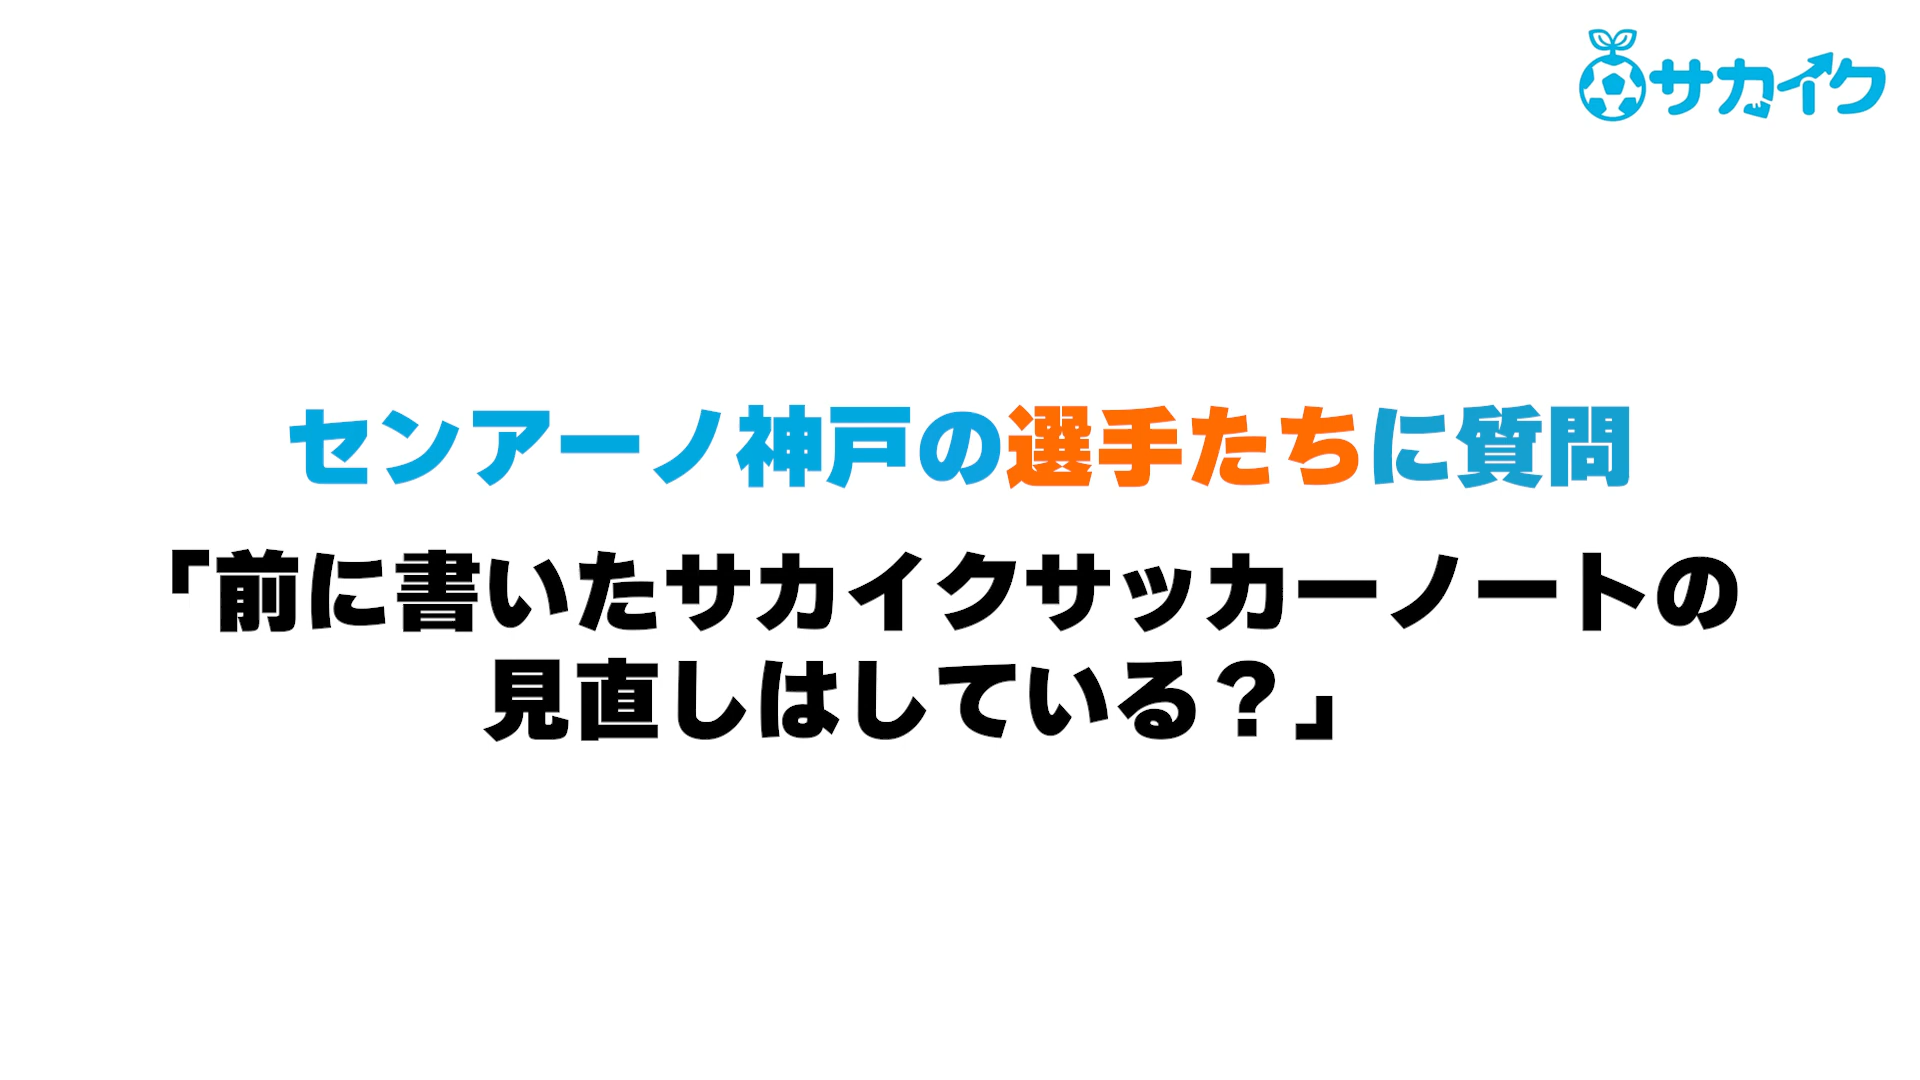 サカイク
センアーノ神戸の選手たちに質問
「前に書いたサカイクサッカーノートの
見直しはしている？」